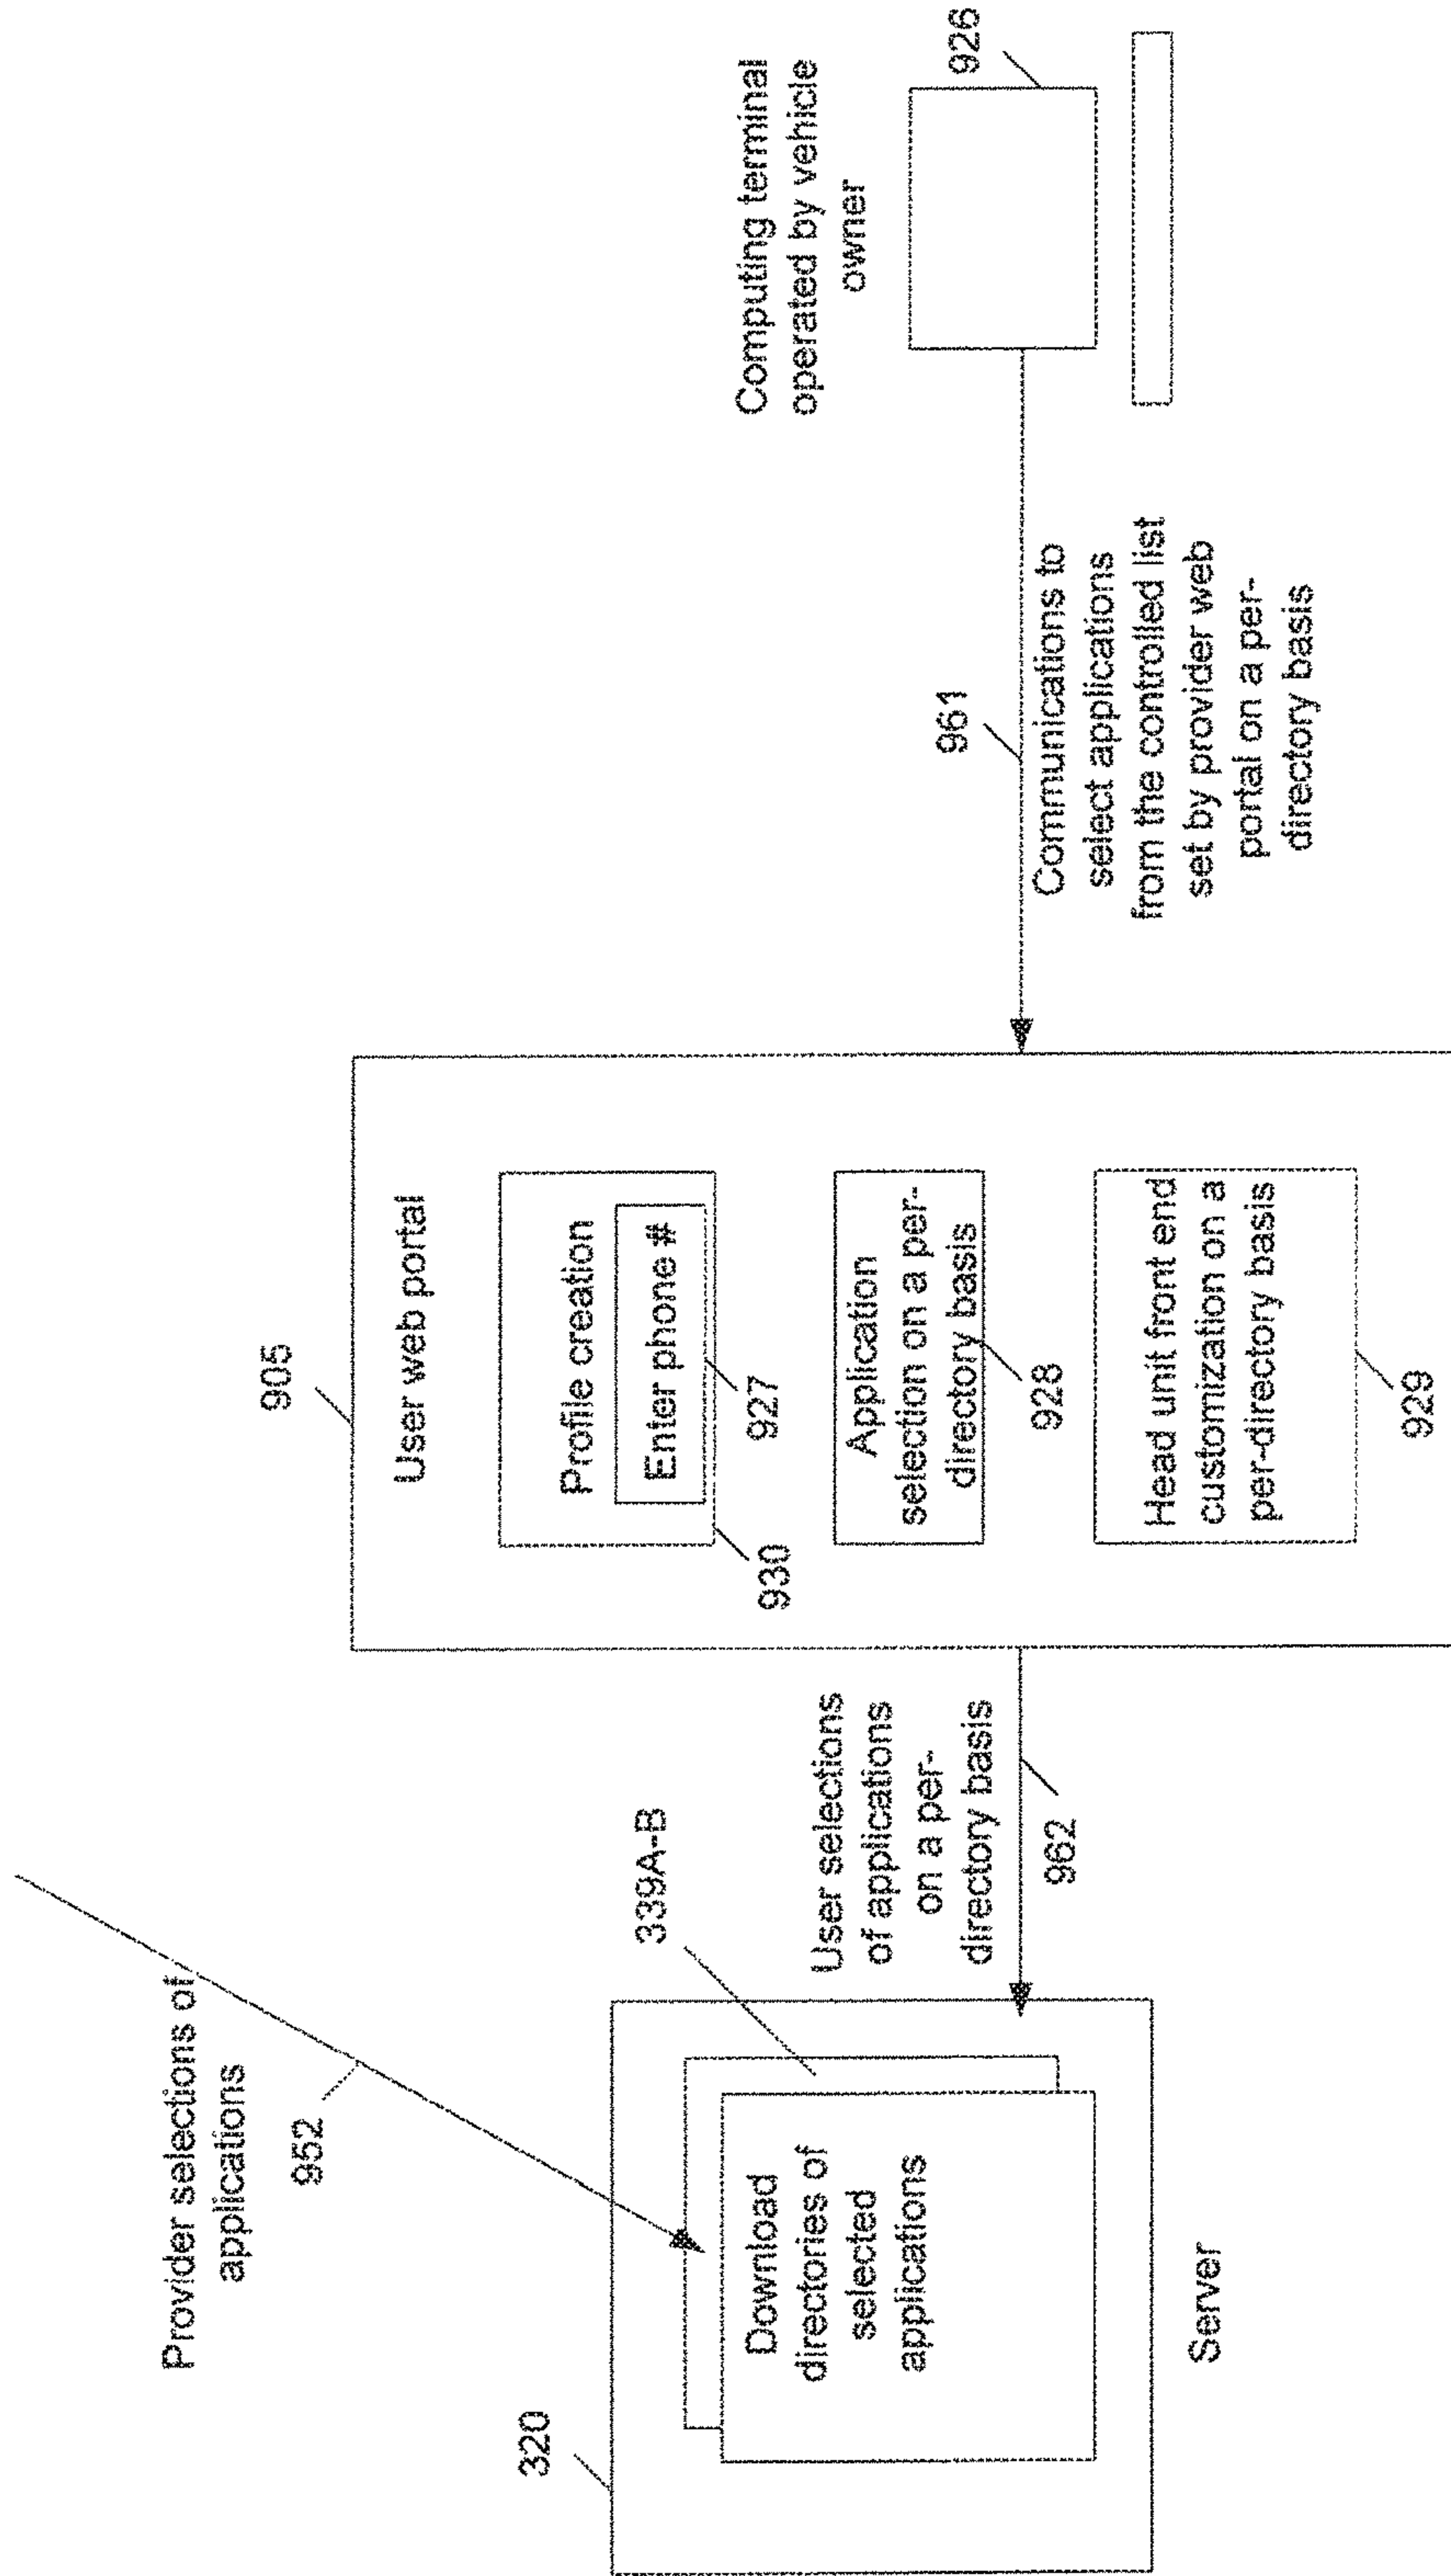 Provider selections of
applications
952
320
339A-B
Download
directories of
selected
applications
Server
User selections
of applications
on a per-
directory basis
962
905
User web portal
Profile creation
Enter phone #
927
930
Application
selection on a per-
directory basis
928
Head unit front end
customization on a
per-directory basis
929
961
Communications to
select applications
from the controlled list
set by provider web
portal on a per-
directory basis
Computing terminal
operated by vehicle
owner
926